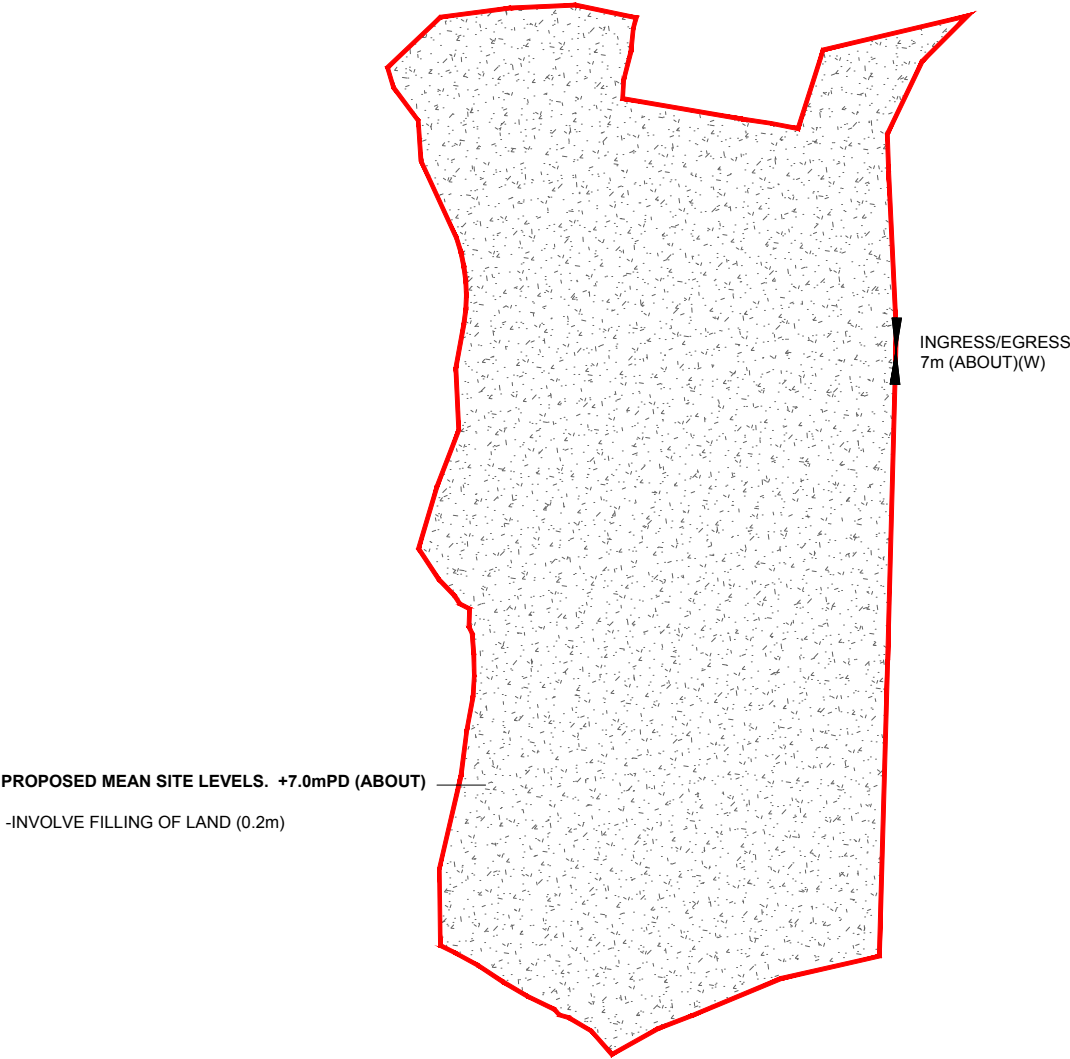 INGRESS/EGRESS
7m (ABOUT)(W)
PROPOSED MEAN SITE LEVELS. +7.0mPD (ABOUT)
-INVOLVE FILLING OF LAND (0.2m)